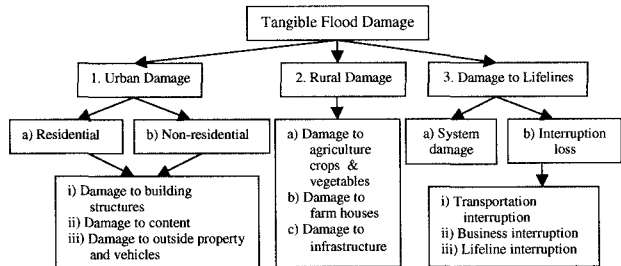 Tangible Flood Damage
1. Urban Damage
2. Rural Damage
3. Damage to Lifelines
a) Residential
b) Non-residential
i) Damage to building
structures
ii) Damage to content
iii) Damage to outside property
and vehicles
a) Damage to
agriculture
crops &
vegetables
b) Damage to
farm houses
c) Damage to
infrastructure
a) System
damage
b) Interruption
loss
i) Transportation
interruption
ii) Business interruption
iii) Lifeline interruption